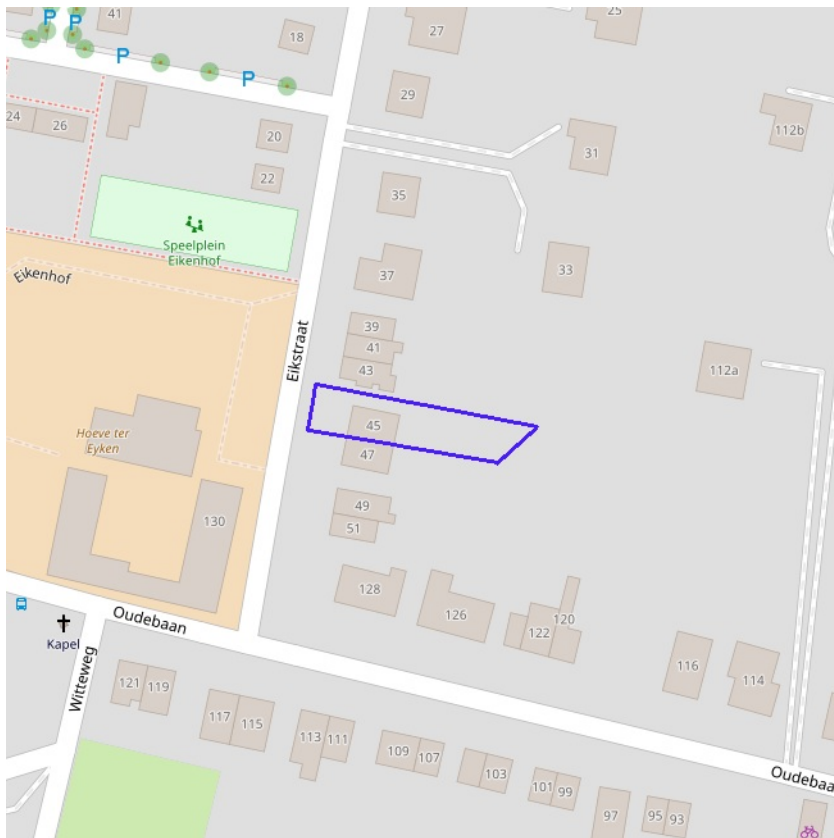 41
25
P
P
27
18
P
P
29
24
26
20
112b
31
22
35
Speelplein
Eikenhof
37
33
Eikenhof
39
41
Eikstraat
43
112a
45
Hoeve ter
Eyken
47
49
130
51
128
126
120
122
Oudebaan
Kapel
116
Witteweg
121
119
114
117
115
113
111
109
107
103
Oudebaa
101
99
97
95
93